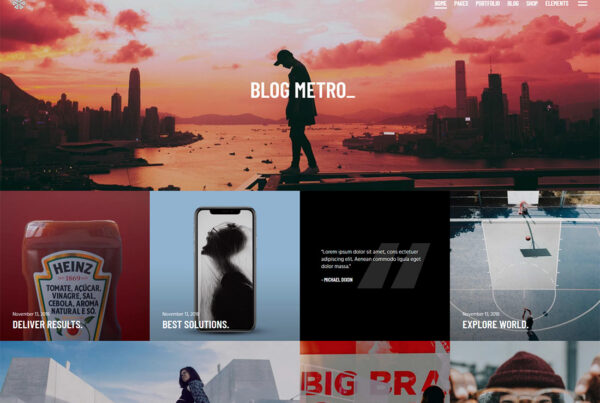 HOME PAGES PORTFOLIO BLOG SHOP ELEMENTS
BLOG METRO_
HEINZ
1869
TOMATE,
AÇUCAR,
VINAGRE, SAL,
CEBOLA, AROMA
NATURAL E SÓ.
November 13, 2018
DELIVER RESULTS.
November 13, 2018
BEST SOLUTIONS.
"Lorem ipsum dolor sit amet, cons ectetuer
adipiscing elit. Aenean commodo ligula eget
dolor massa."
- MICHAEL DIXON
November 13, 2018
EXPLORE WORLD.
BIG BRA